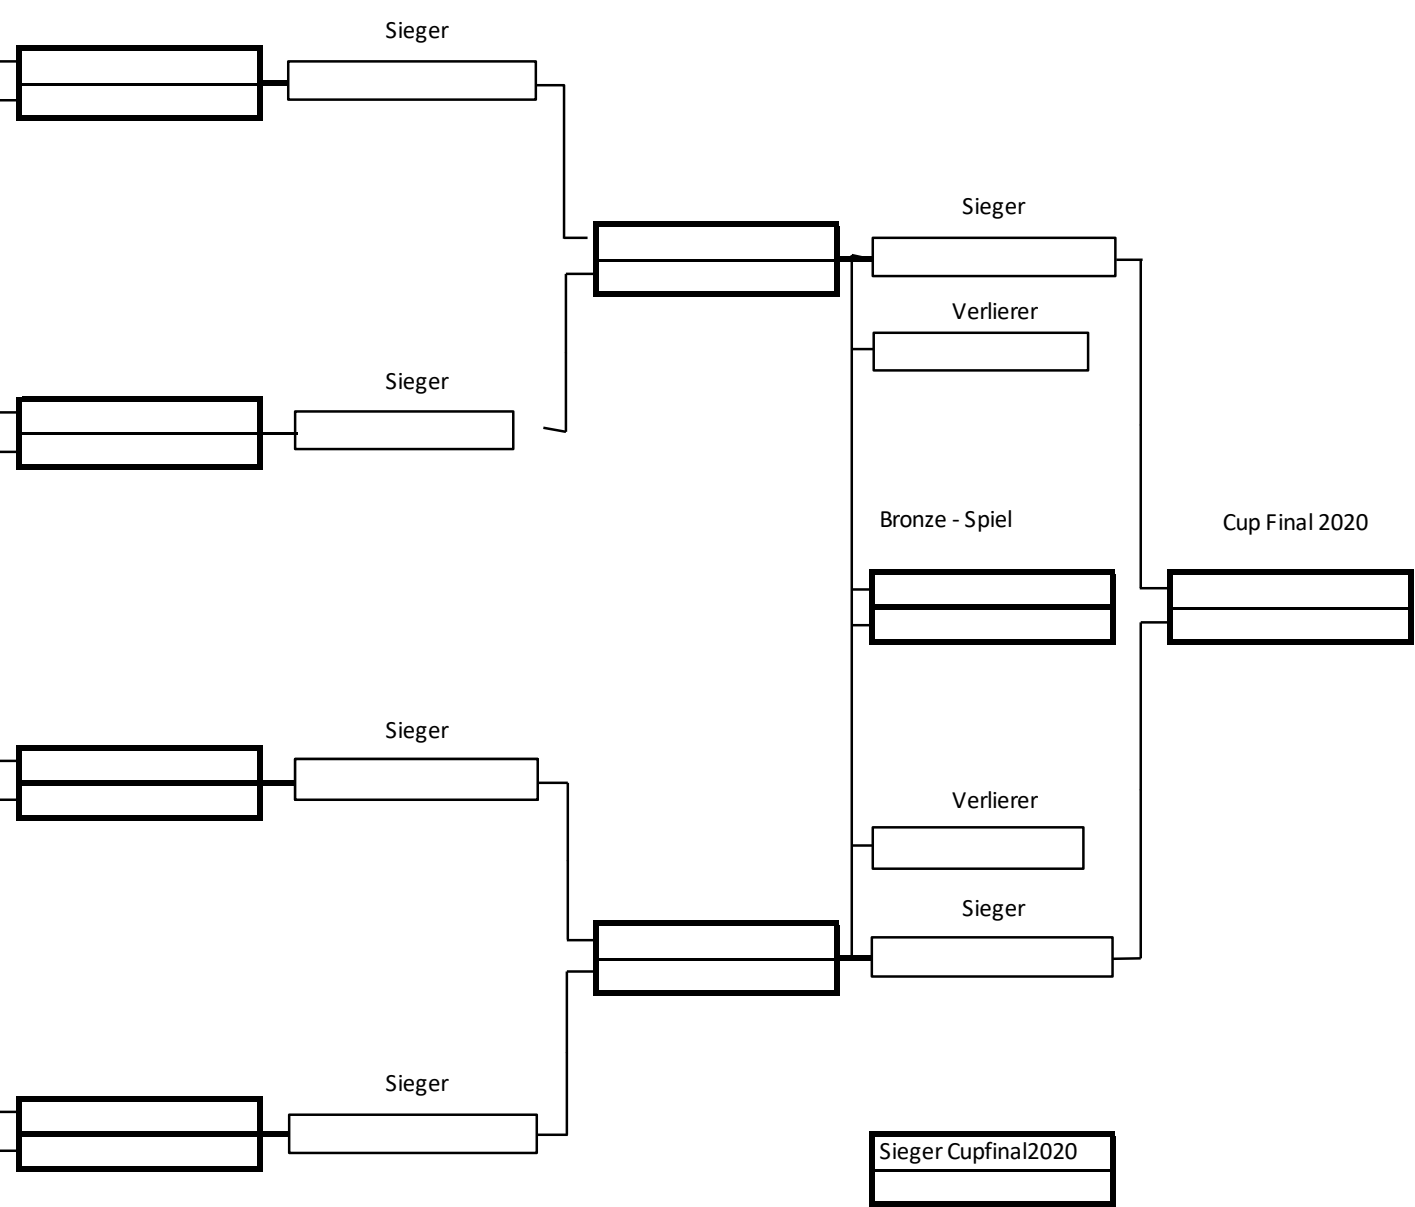 Sieger
Sieger
Verlierer
Sieger
Bronze - Spiel
Cup Final 2020
Sieger
Verlierer
Sieger
Sieger
Sieger Cupfinal2020